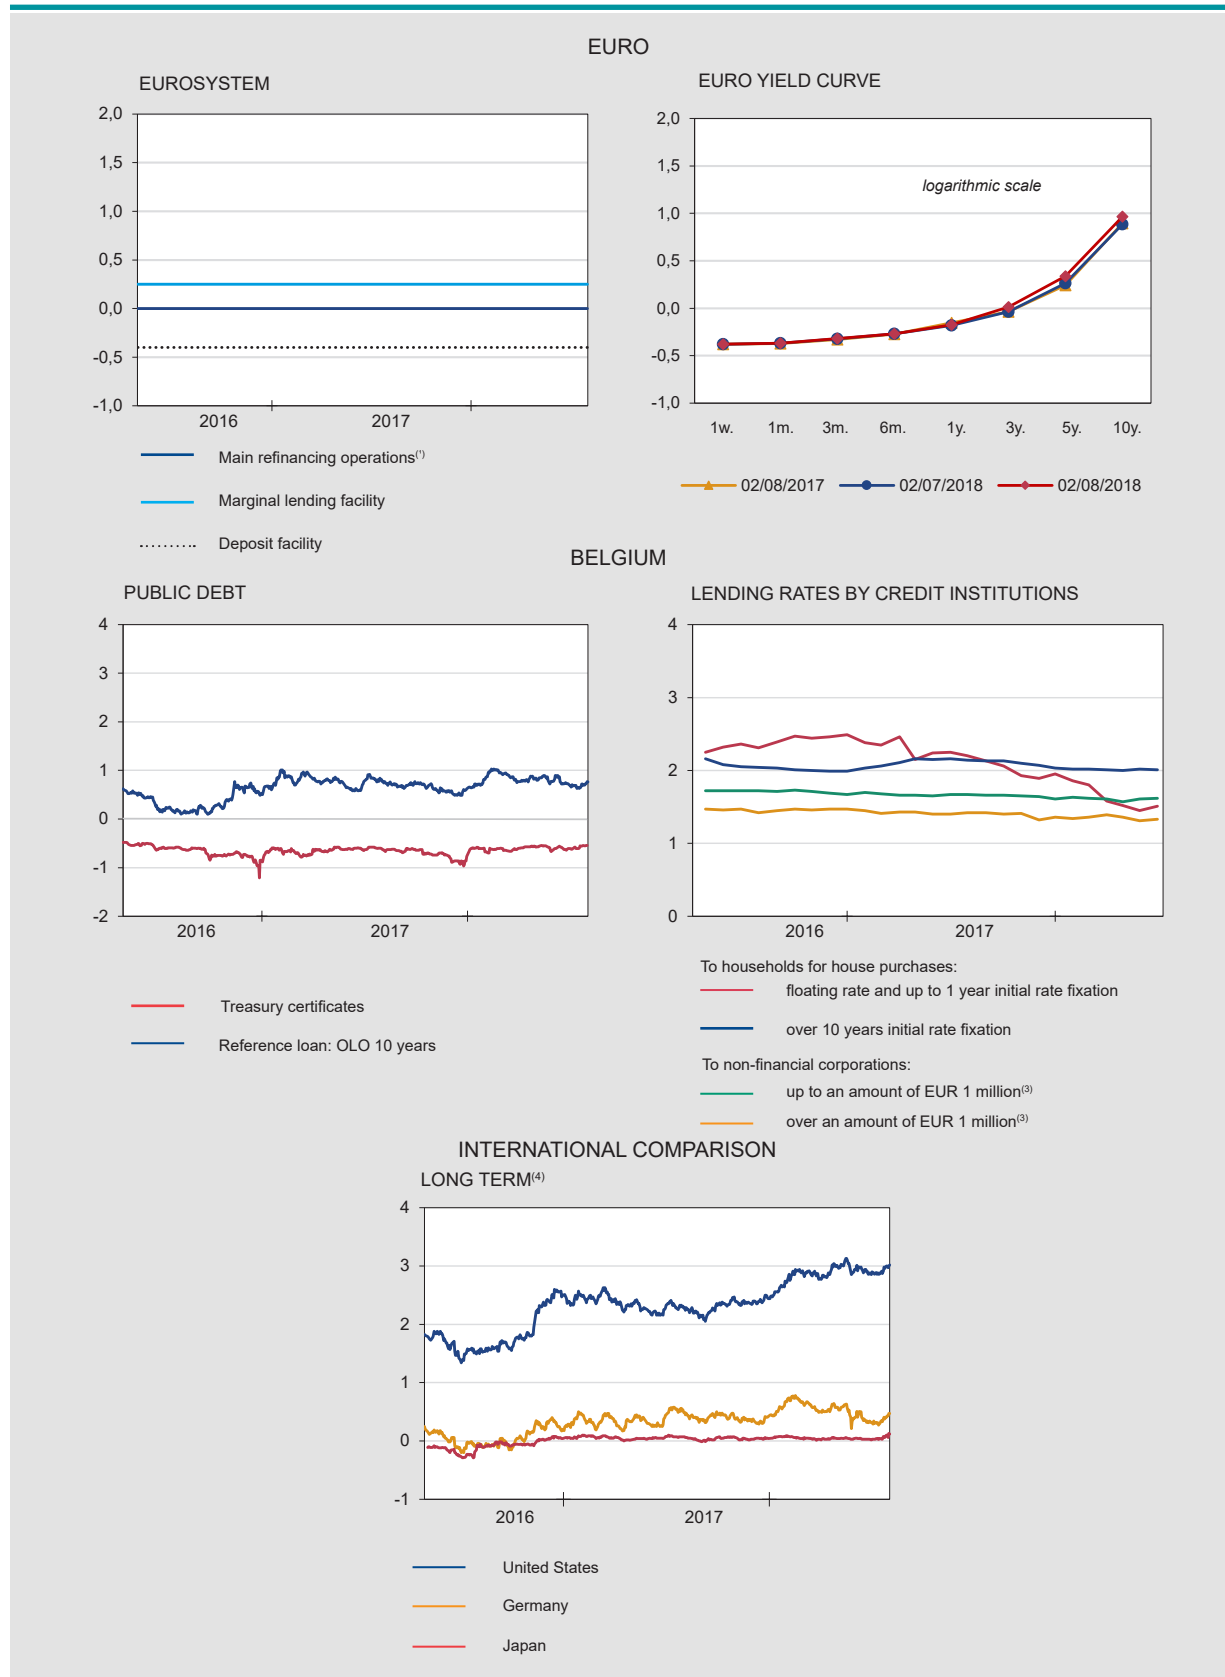 EURO
EUROSYSTEM
2,0
1,5
1,0
0,5
0,0
-0,5
-1,0
2016 2017
Main refinancing operations(¹)
Marginal lending facility
Deposit facility
EURO YIELD CURVE
2,0
1,5
1,0
0,5
0,0
-0,5
-1,0
logarithmic scale
1w. 1m. 3m. 6m. 1y. 3y. 5y. 10y.
02/08/2017 02/07/2018 02/08/2018
BELGIUM
PUBLIC DEBT
4
3
2
1
0
-1
-2
2016 2017
Treasury certificates
Reference loan: OLO 10 years
LENDING RATES BY CREDIT INSTITUTIONS
4
3
2
1
0
2016 2017
To households for house purchases:
floating rate and up to 1 year initial rate fixation
over 10 years initial rate fixation
To non-financial corporations:
up to an amount of EUR 1 million(3)
over an amount of EUR 1 million(3)
INTERNATIONAL COMPARISON
LONG TERM(4)
4
3
2
1
0
-1
2016 2017
United States
Germany
Japan